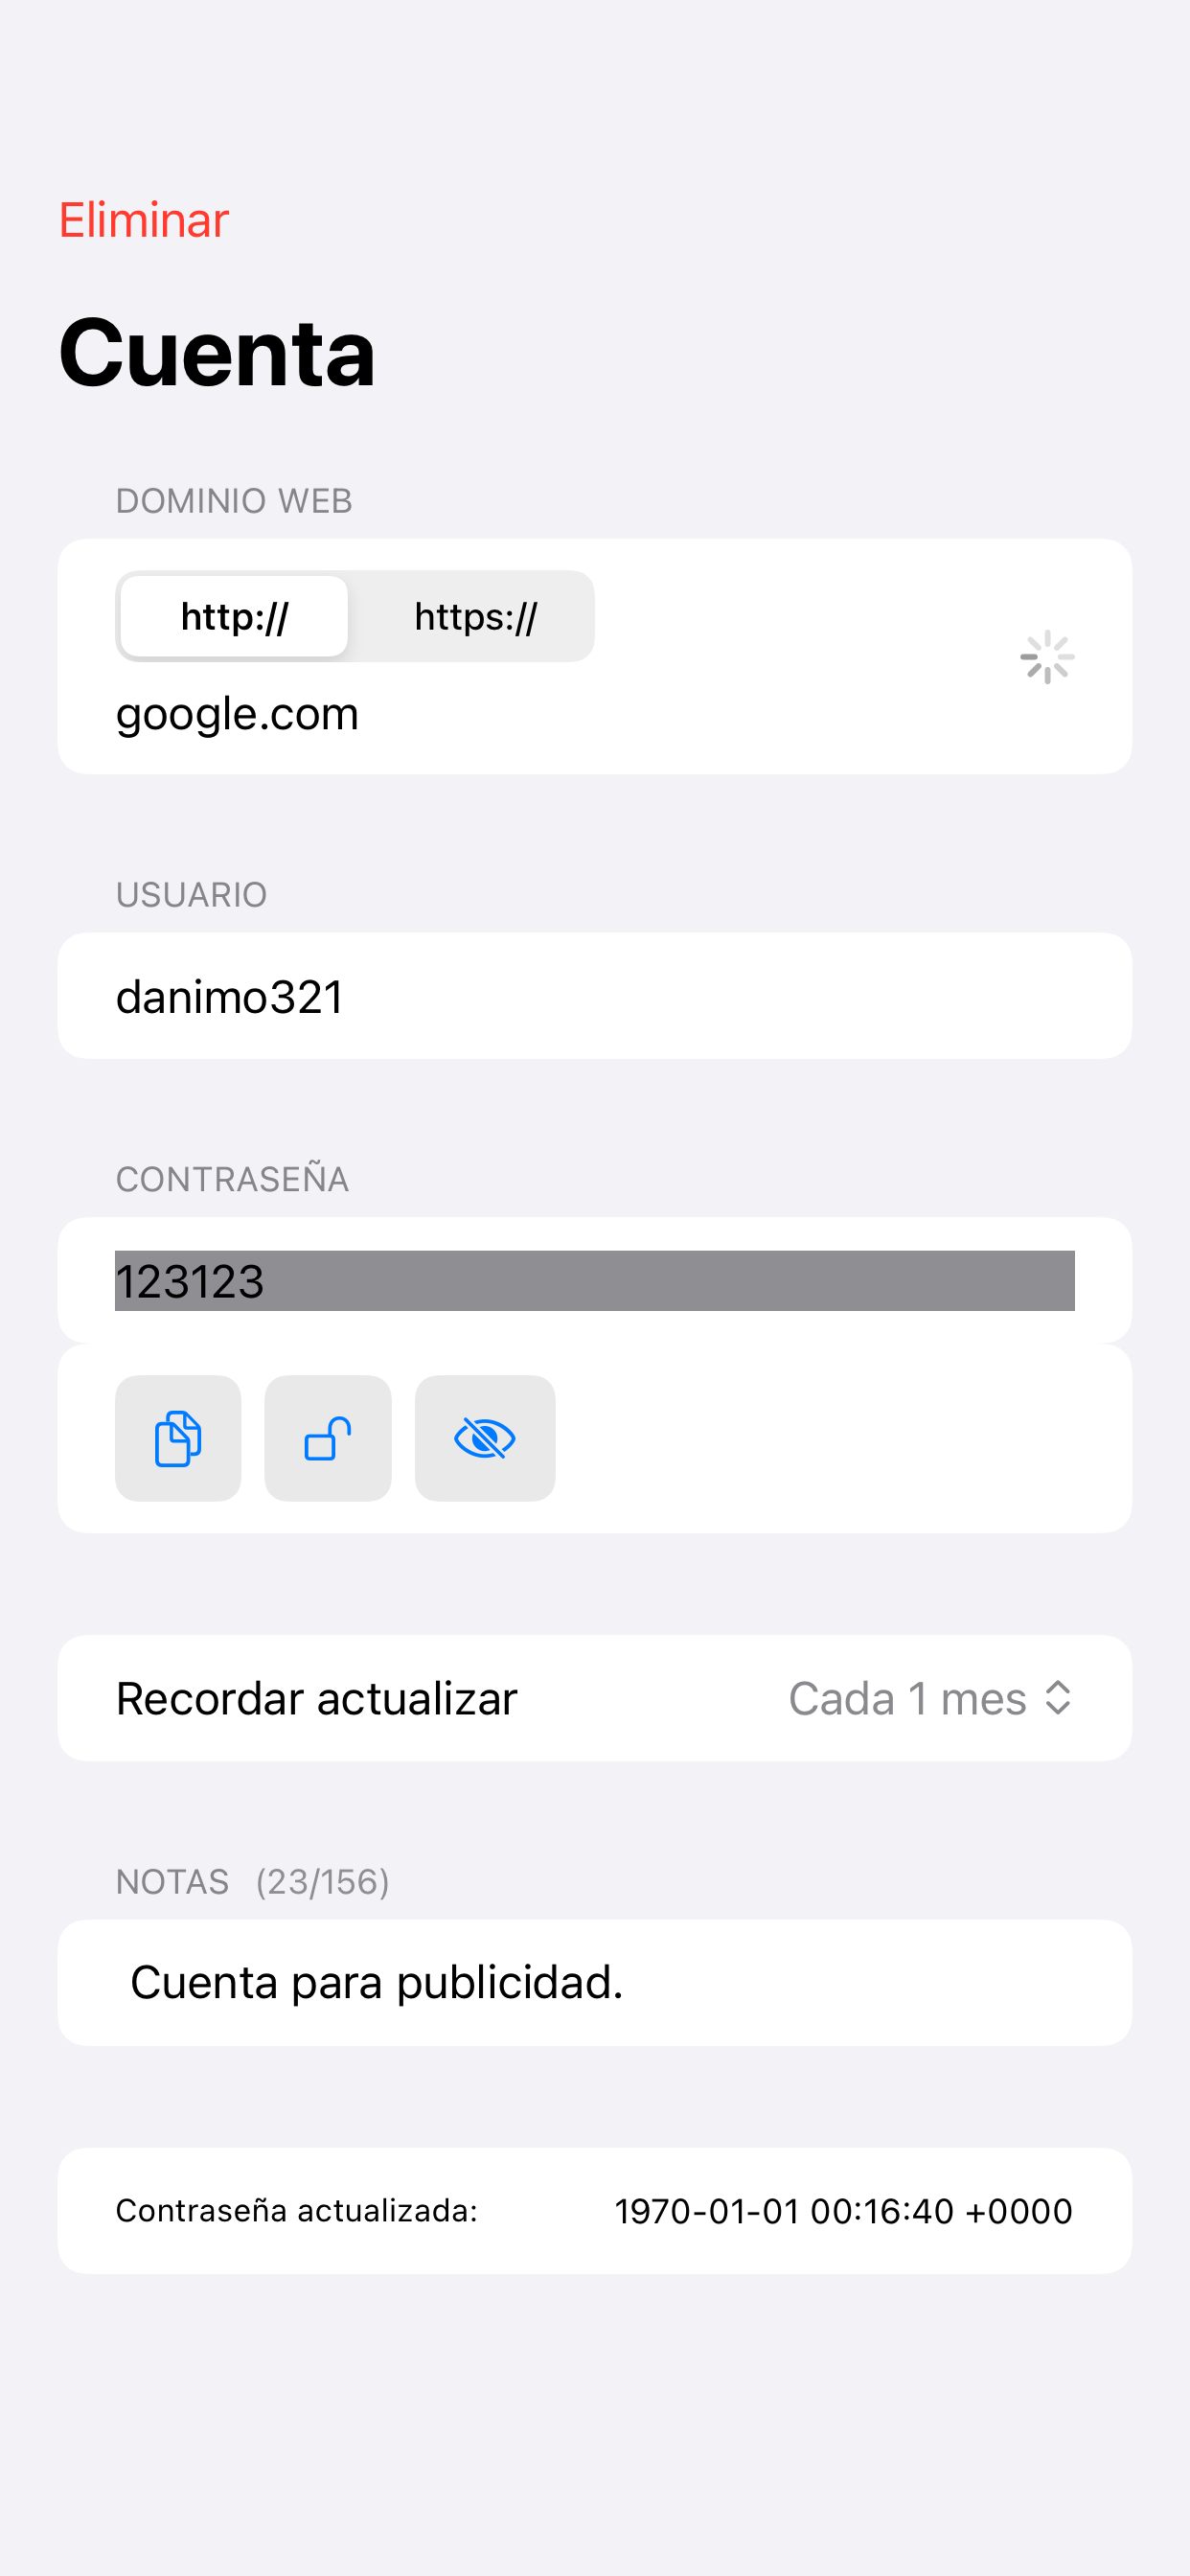 Eliminar
Cuenta
DOMINIO WEB
http:// https://
google.com
USUARIO
danimo321
CONTRASEÑA
123123
Recordar actualizar Cada 1 mes
NOTAS (23/156)
Cuenta para publicidad.
Contraseña actualizada: 1970-01-01 00:16:40 +0000